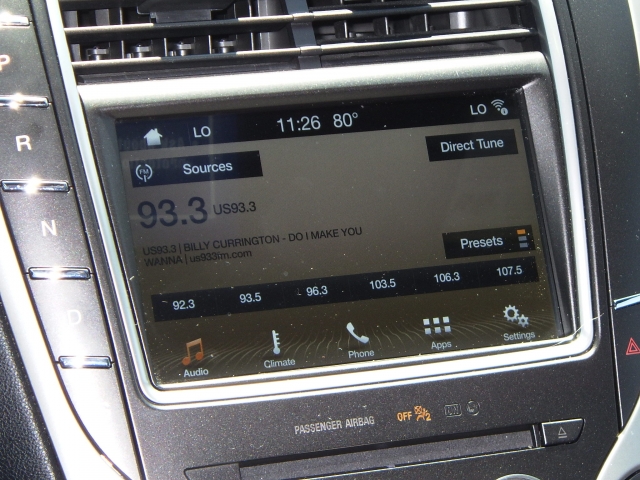 P
R
N
D
LO 11:26 80° LO
FM Sources Direct Tune
93.3 US93.3
US93.3 | BILLY CURRINGTON - DO I MAKE YOU
WANNA | us933fm.com
Presets
92.3 93.5 96.3 103.5 106.3 107.5
Audio Climate Phone Apps Settings
PASSENGER AIRBAG OFF 2